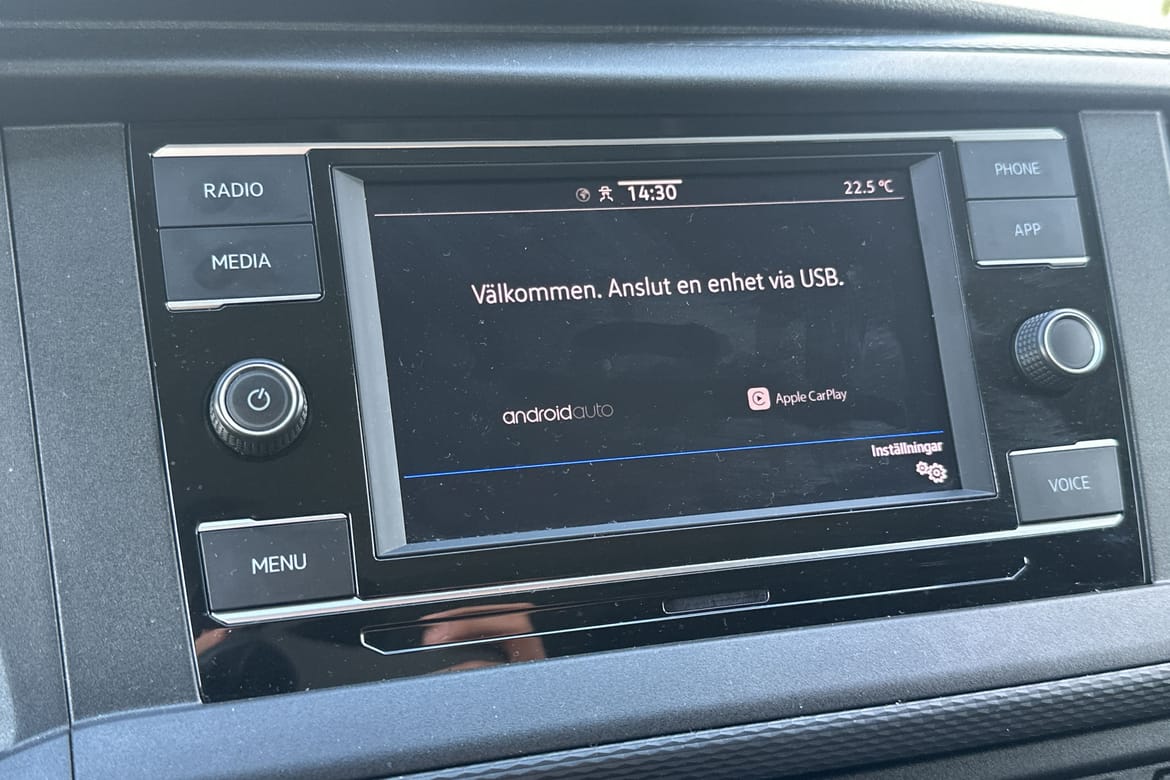 RADIO
MEDIA
MENU
14:30
22.5 °C
Välkommen. Anslut en enhet via USB.
androidauto
Apple CarPlay
Inställningar
PHONE
APP
VOICE